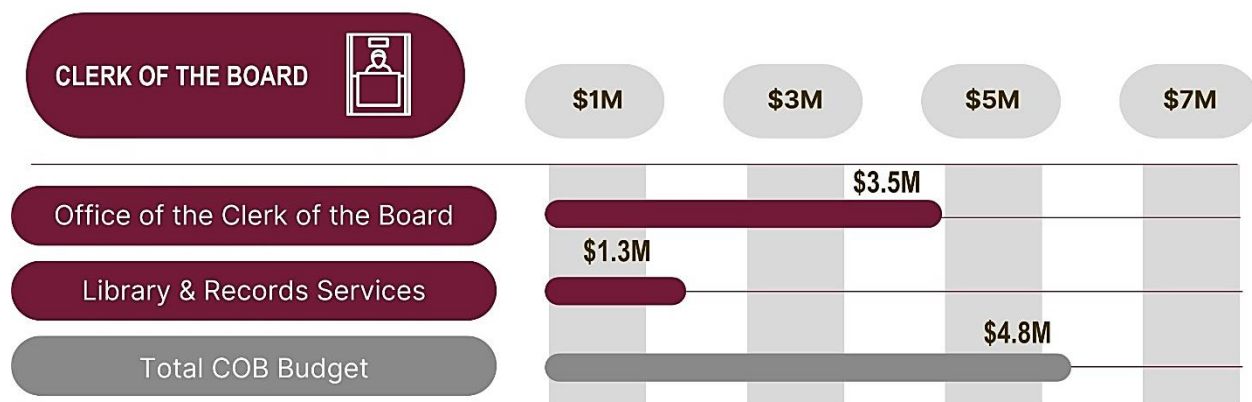 CLERK OF THE BOARD
$1M
$3M
$5M
$7M
Office of the Clerk of the Board
$3.5M
Library & Records Services
$1.3M
Total COB Budget
$4.8M